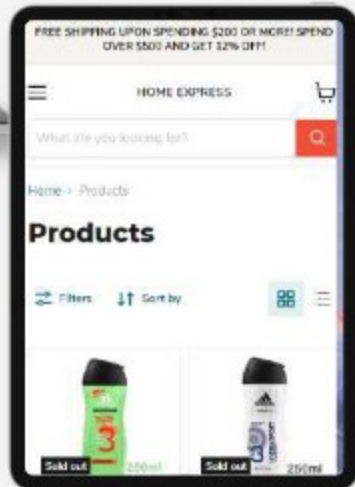 FREE SHIPPING UPON SPENDING $200 OR MORE! SPEND
OVER $500 AND GET 12% OFF!
HOME EXPRESS
What are you looking for?
Home > Products
Products
Filters
Sort by
3
Sold out
250ml
Sold out
250ml